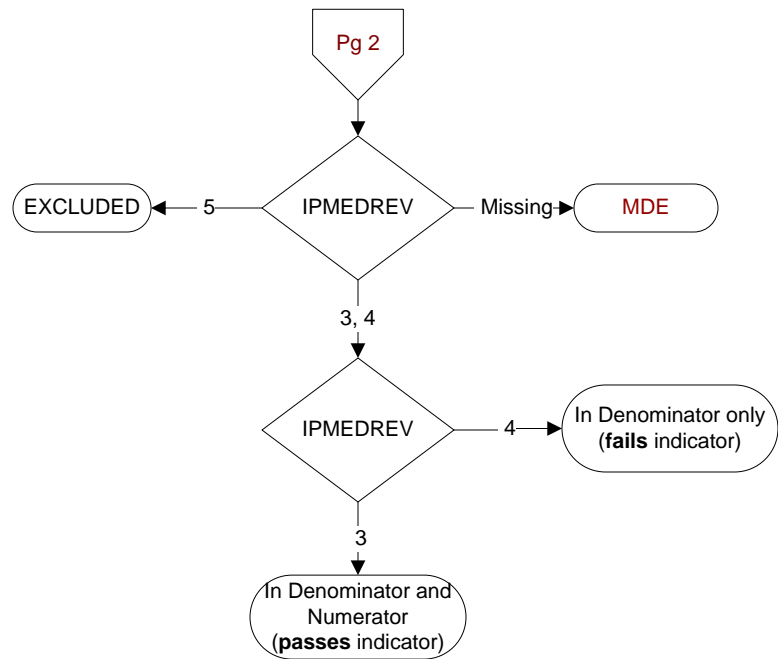 Pg 2
EXCLUDED
5
IPMEDREV
Missing
MDE
3, 4
IPMEDREV
4
In Denominator only
(fails indicator)
3
In Denominator and
Numerator
(passes indicator)